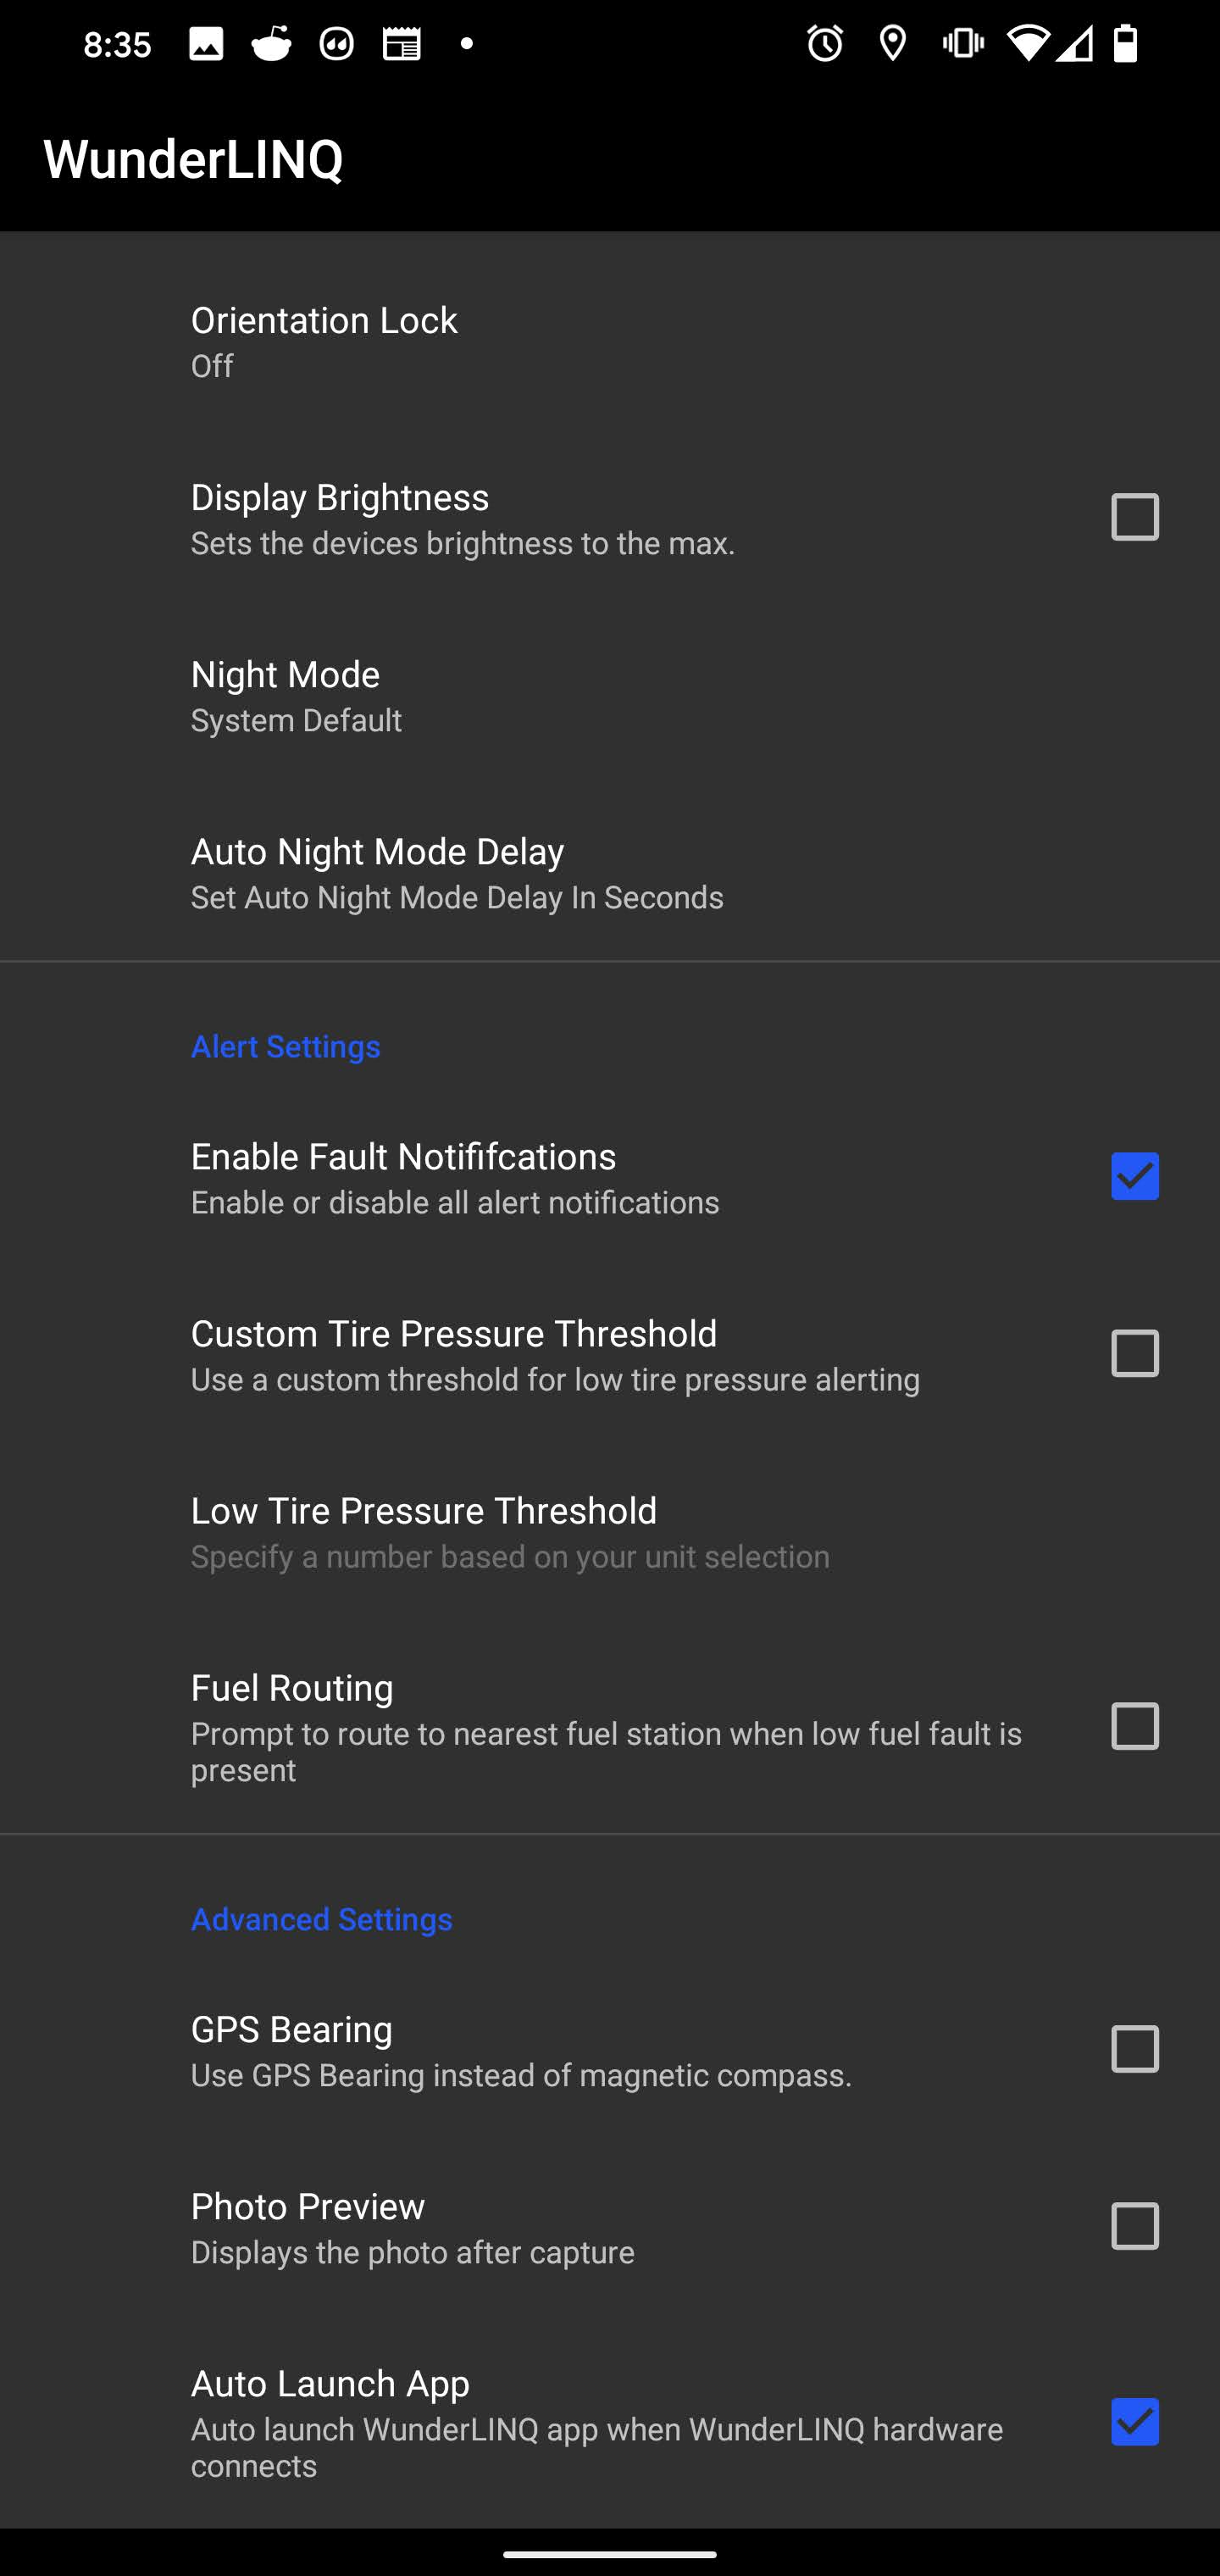 8:35
WunderLINQ
Orientation Lock
Off
Display Brightness
Sets the devices brightness to the max.
Night Mode
System Default
Auto Night Mode Delay
Set Auto Night Mode Delay In Seconds
Alert Settings
Enable Fault Notififcations
Enable or disable all alert notifications
Custom Tire Pressure Threshold
Use a custom threshold for low tire pressure alerting
Low Tire Pressure Threshold
Specify a number based on your unit selection
Fuel Routing
Prompt to route to nearest fuel station when low fuel fault is
present
Advanced Settings
GPS Bearing
Use GPS Bearing instead of magnetic compass.
Photo Preview
Displays the photo after capture
Auto Launch App
Auto launch WunderLINQ app when WunderLINQ hardware
connects